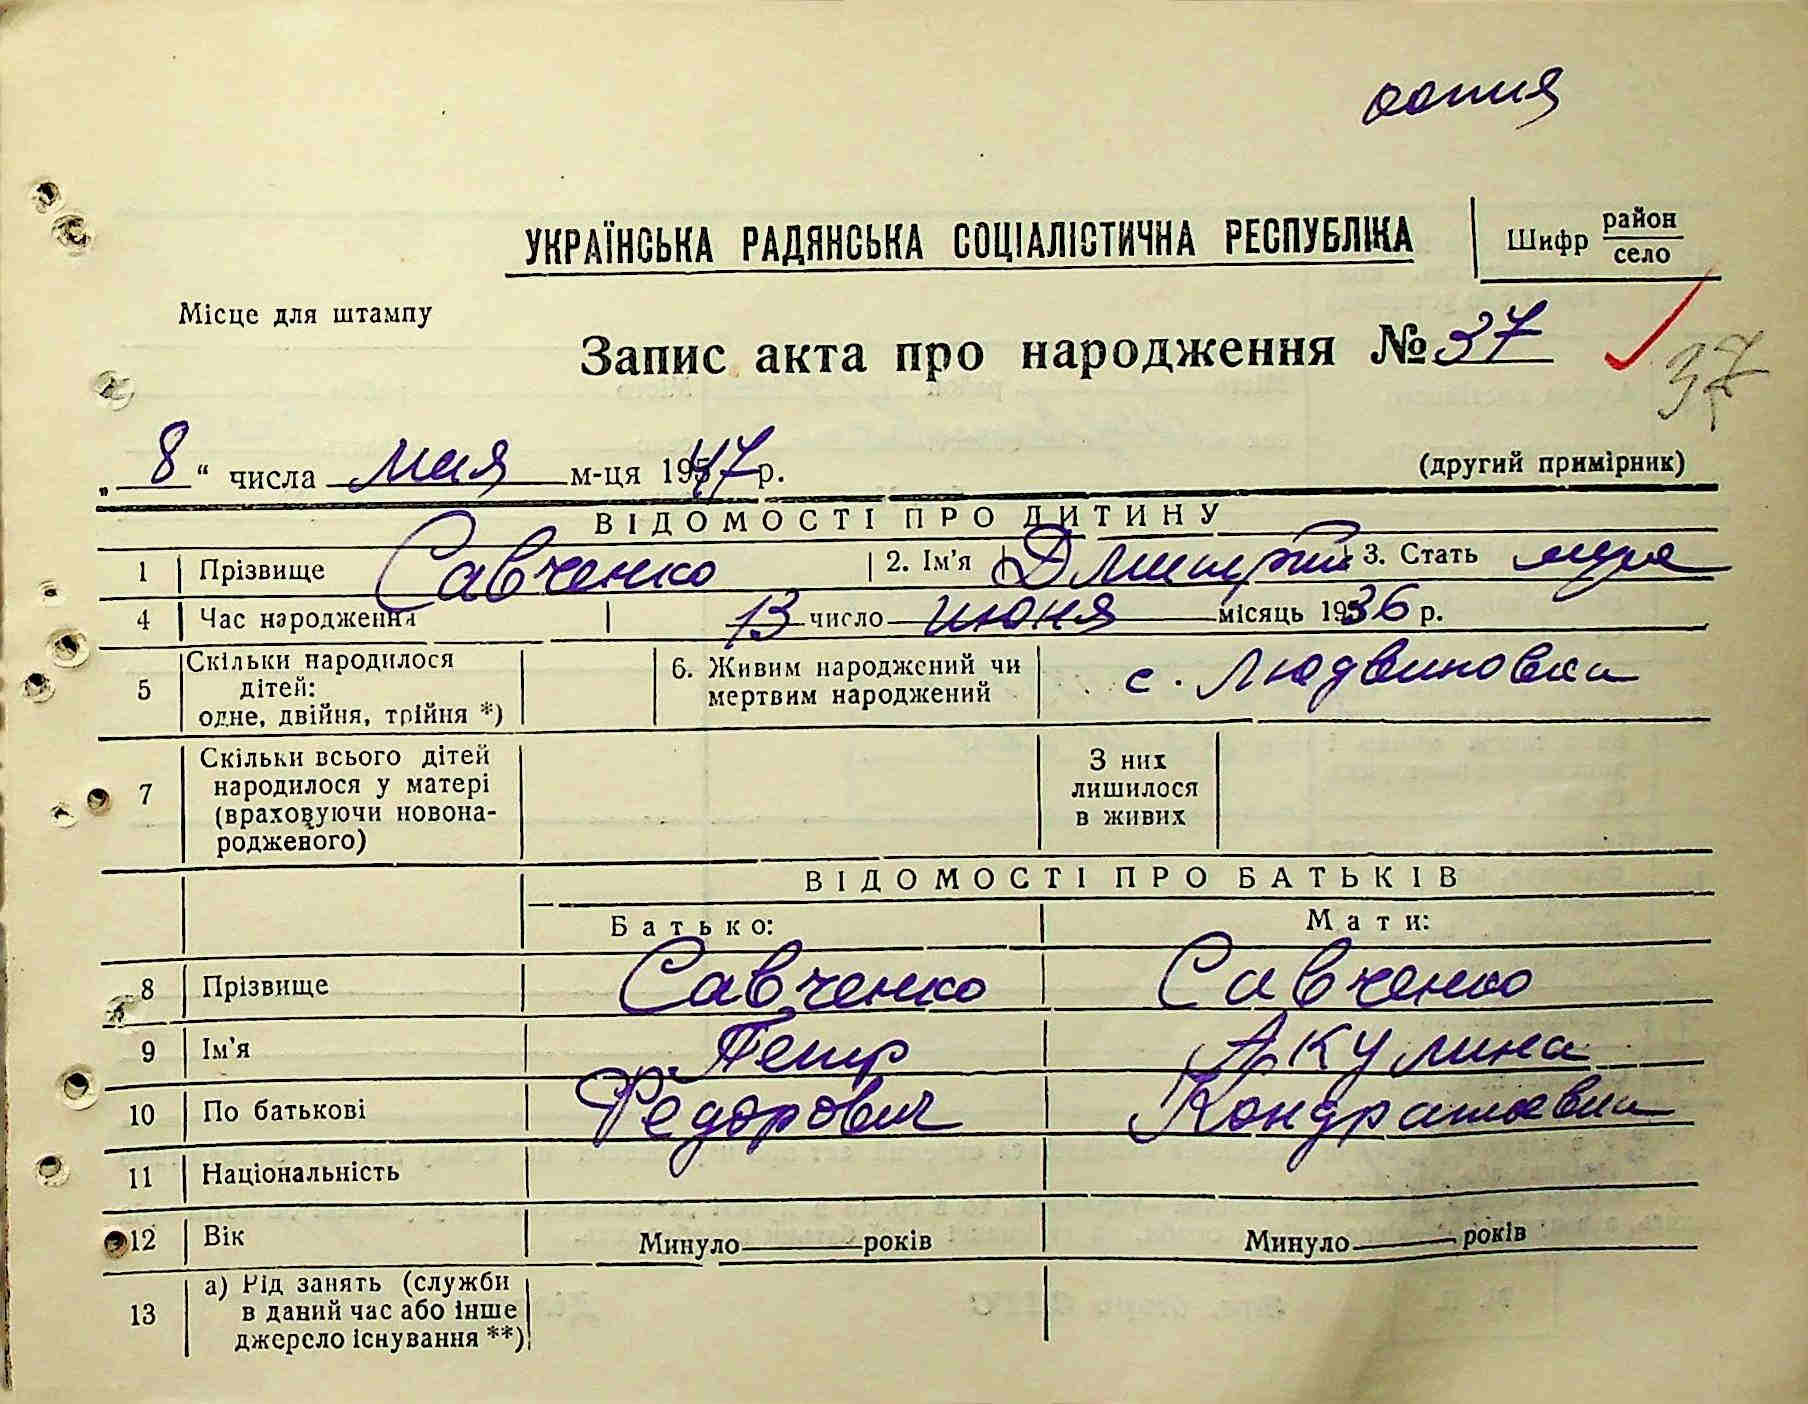 копия
УКРАЇНСЬКА РАДЯНСЬКА СОЦІАЛІСТИЧНА РЕСПУБЛІКА
Шифр район
село
Місце для штампу
Запис акта про народження № 37
37
„ 8 “ числа мая м-ця 1947 р.
(другий примірник)
ВІДОМОСТІ ПРО ДИТИНУ
1 Прізвище Савченко 2. Ім'я Дмитрий 3. Стать муж
4 Час народження 13 число июня місяць 1936 р.
5 Скільки народилося дітей: одне, двійня, трійня *) 6. Живим народжений чи мертвим народжений с. Людвиновка
7 Скільки всього дітей народилося у матері (враховуючи новонародженого) З них лишилося в живих
ВІДОМОСТІ ПРО БАТЬКІВ
Батько: Мати:
8 Прізвище Савченко Савченко
9 Ім'я Петр Акулина
10 По батькові Федорович Кондратьевна
11 Національність
12 Вік Минуло років Минуло років
13 а) Рід занять (служби в даний час або інше джерело існування **)